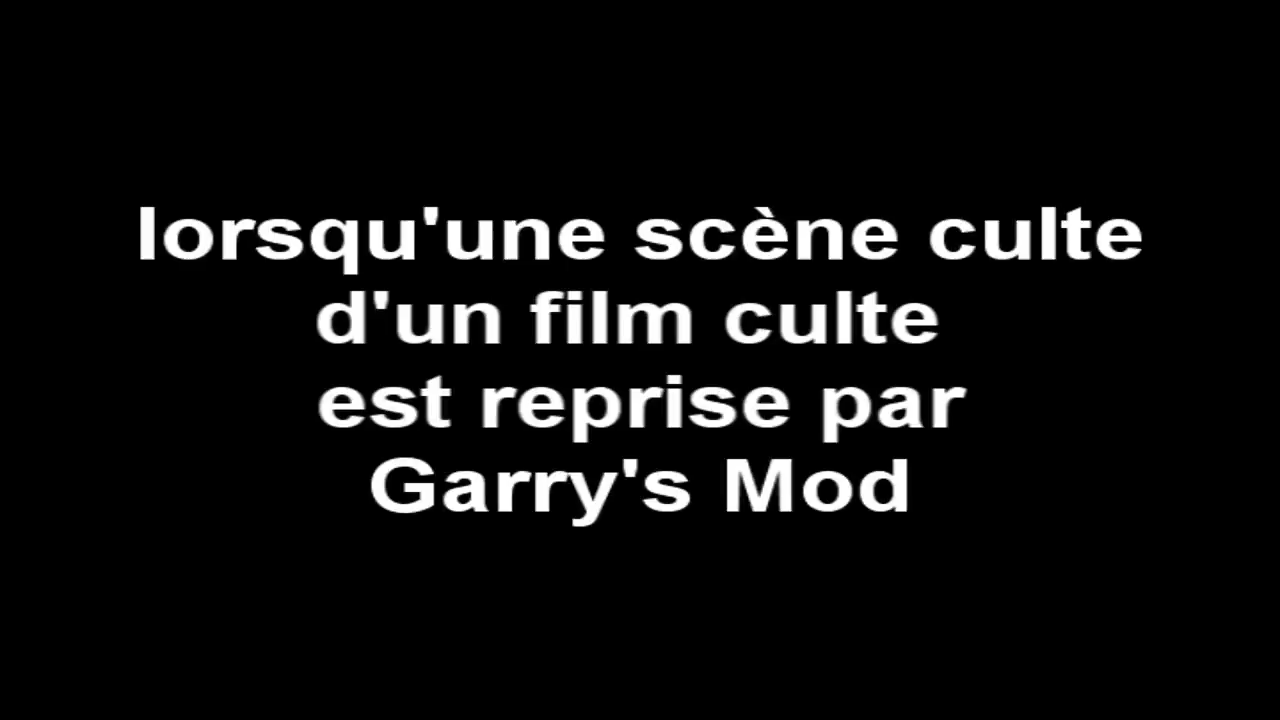 lorsqu'une scène culte
d'un film culte
est reprise par
Garry's Mod